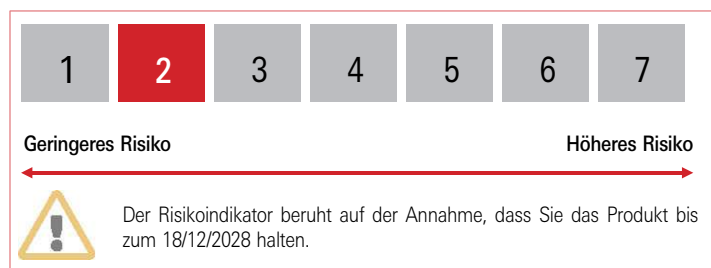 1 2 3 4 5 6 7
Geringeres Risiko Höheres Risiko
Der Risikoindikator beruht auf der Annahme, dass Sie das Produkt bis
zum 18/12/2028 halten.